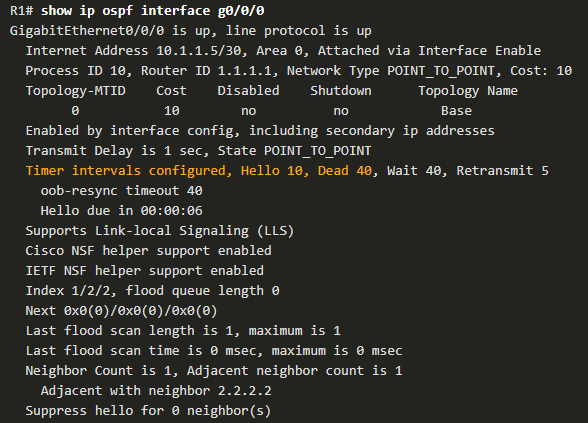 R1# show ip ospf interface g0/0/0
GigabitEthernet0/0/0 is up, line protocol is up
Internet Address 10.1.1.5/30, Area 0, Attached via Interface Enable
Process ID 10, Router ID 1.1.1.1, Network Type POINT_TO_POINT, Cost: 10
Topology-MTID Cost Disabled Shutdown Topology Name
0 10 no no Base
Enabled by interface config, including secondary ip addresses
Transmit Delay is 1 sec, State POINT_TO_POINT
Timer intervals configured, Hello 10, Dead 40, Wait 40, Retransmit 5
oob-resync timeout 40
Hello due in 00:00:06
Supports Link-local Signaling (LLS)
Cisco NSF helper support enabled
IETF NSF helper support enabled
Index 1/2/2, flood queue length 0
Next 0x0(0)/0x0(0)/0x0(0)
Last flood scan length is 1, maximum is 1
Last flood scan time is 0 msec, maximum is 0 msec
Neighbor Count is 1, Adjacent neighbor count is 1
Adjacent with neighbor 2.2.2.2
Suppress hello for 0 neighbor(s)